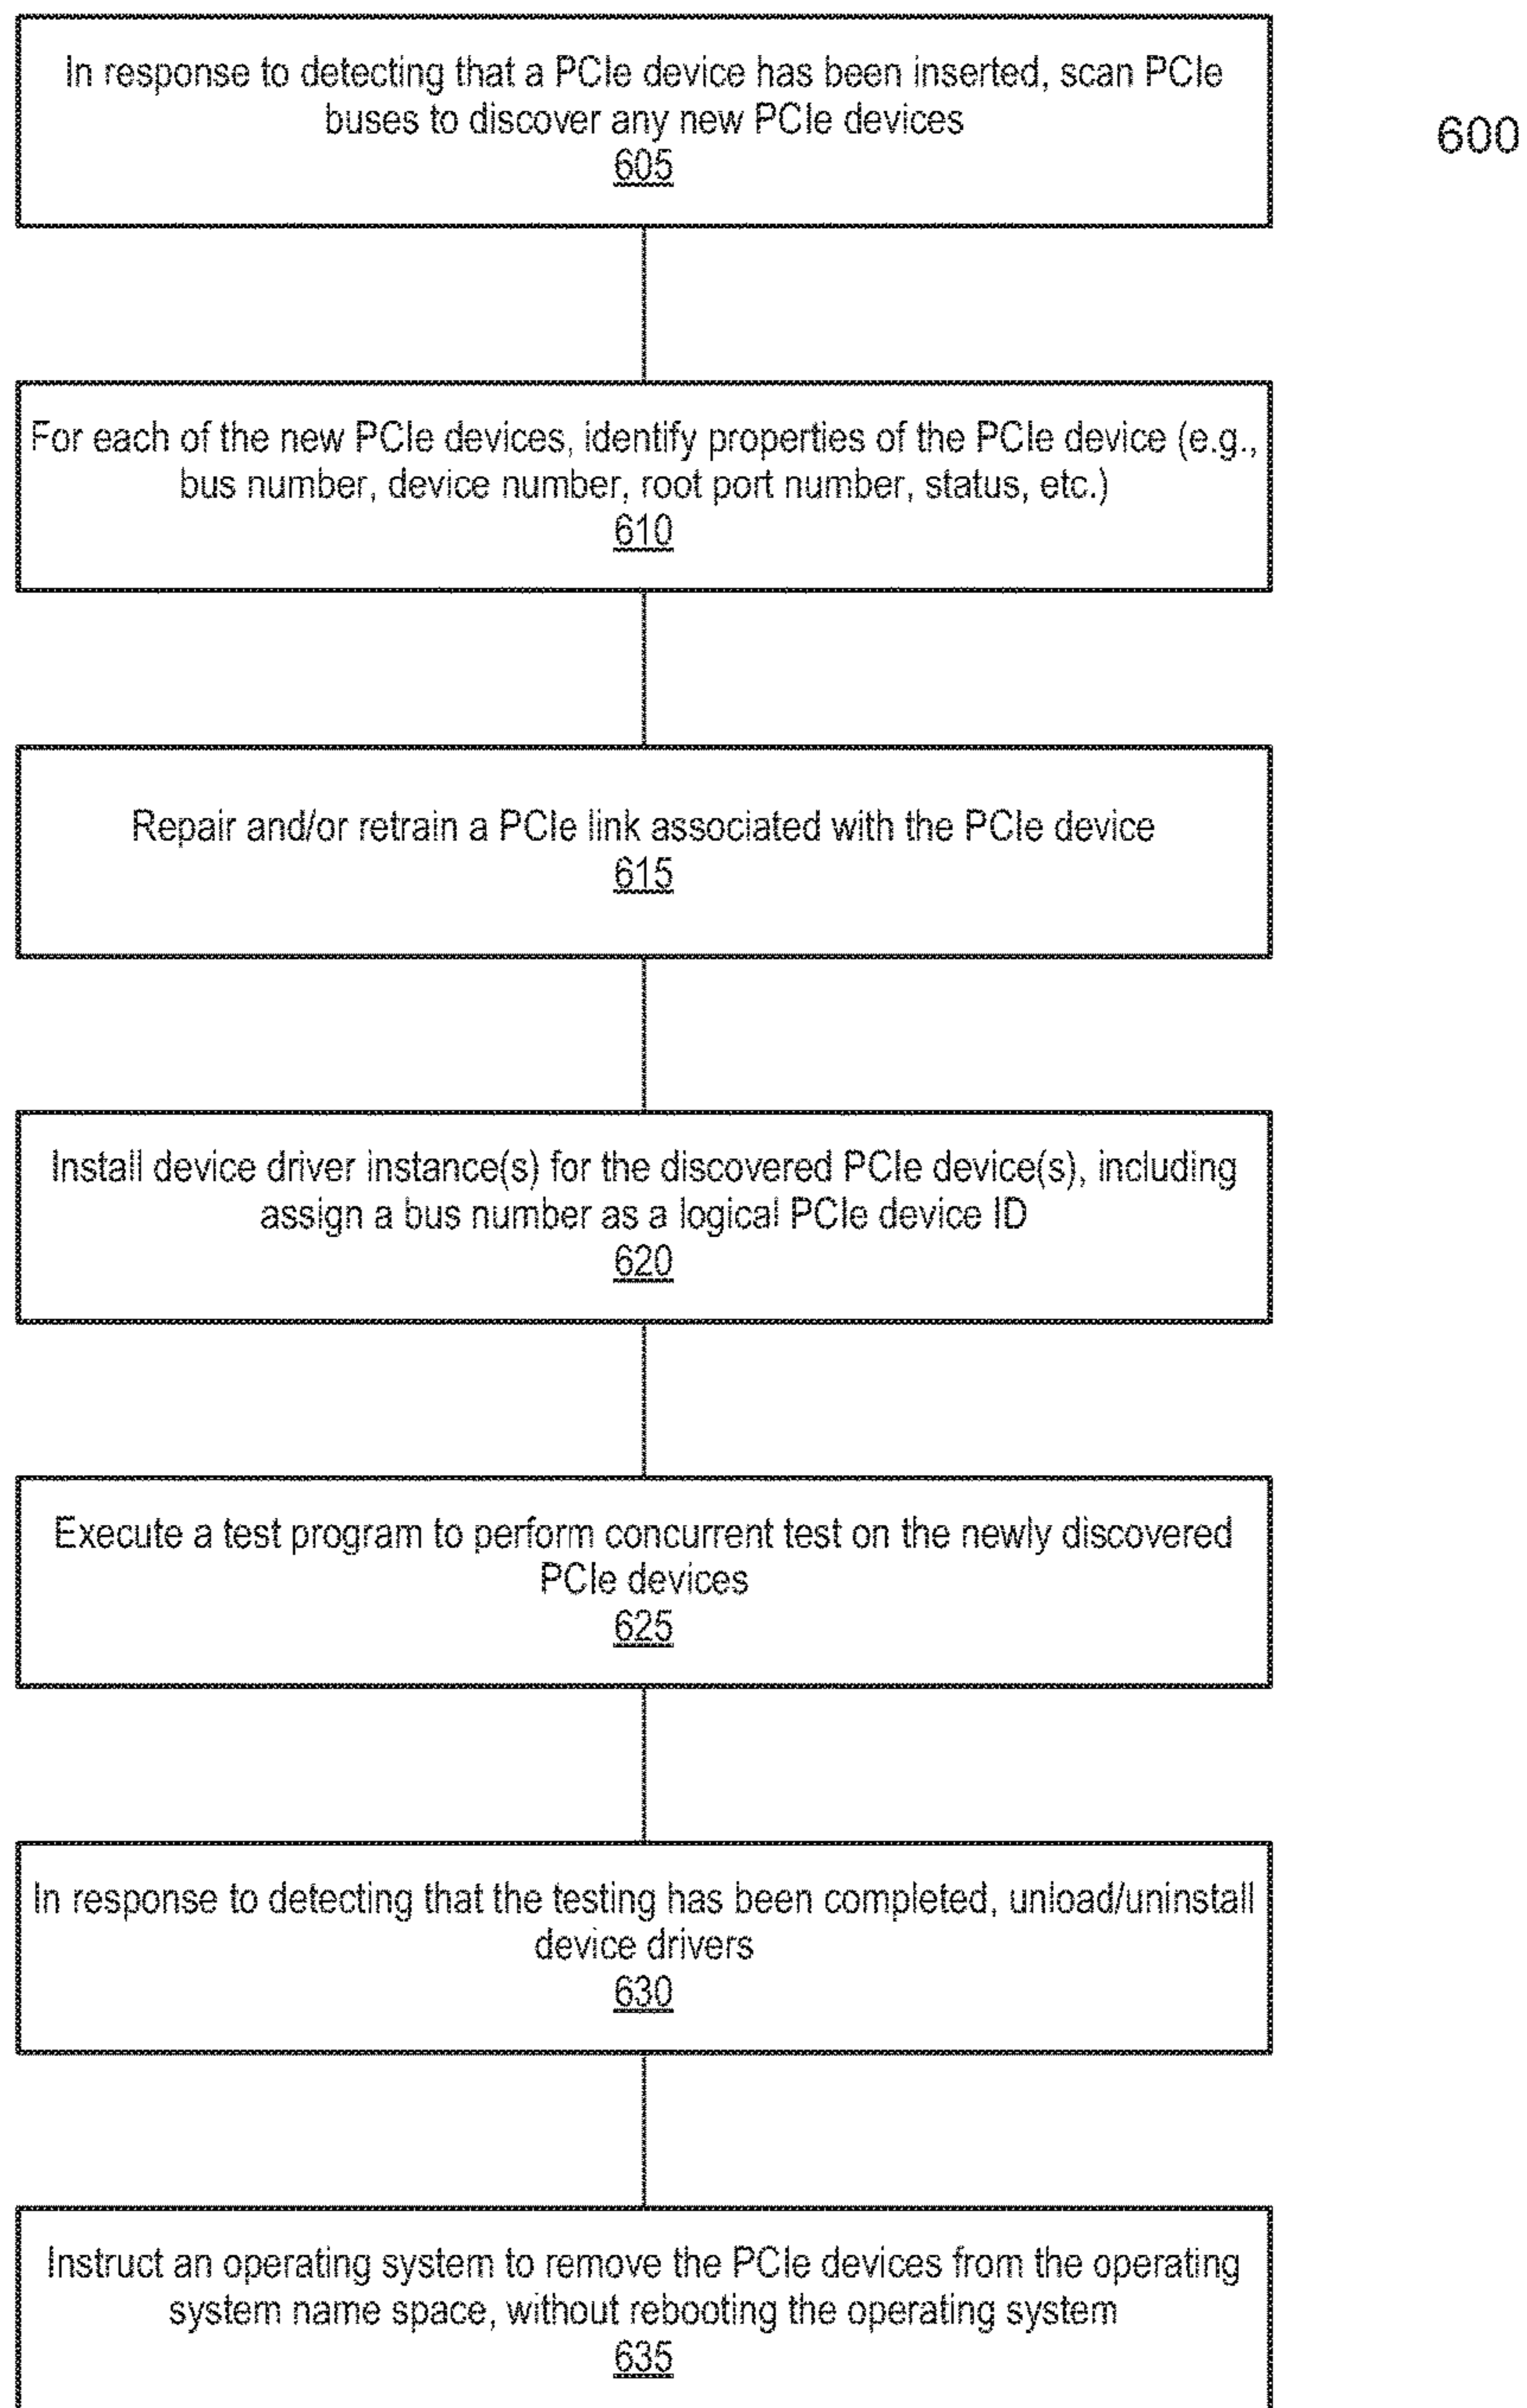 In response to detecting that a PCIe device has been inserted, scan PCIe
buses to discover any new PCIe devices
605
600
For each of the new PCIe devices, identify properties of the PCIe device (e.g.,
bus number, device number, root port number, status, etc.)
610
Repair and/or retrain a PCIe link associated with the PCIe device
615
Install device driver instance(s) for the discovered PCIe device(s), including
assign a bus number as a logical PCIe device ID
620
Execute a test program to perform concurrent test on the newly discovered
PCIe devices
625
In response to detecting that the testing has been completed, unload/uninstall
device drivers
630
Instruct an operating system to remove the PCIe devices from the operating
system name space, without rebooting the operating system
635